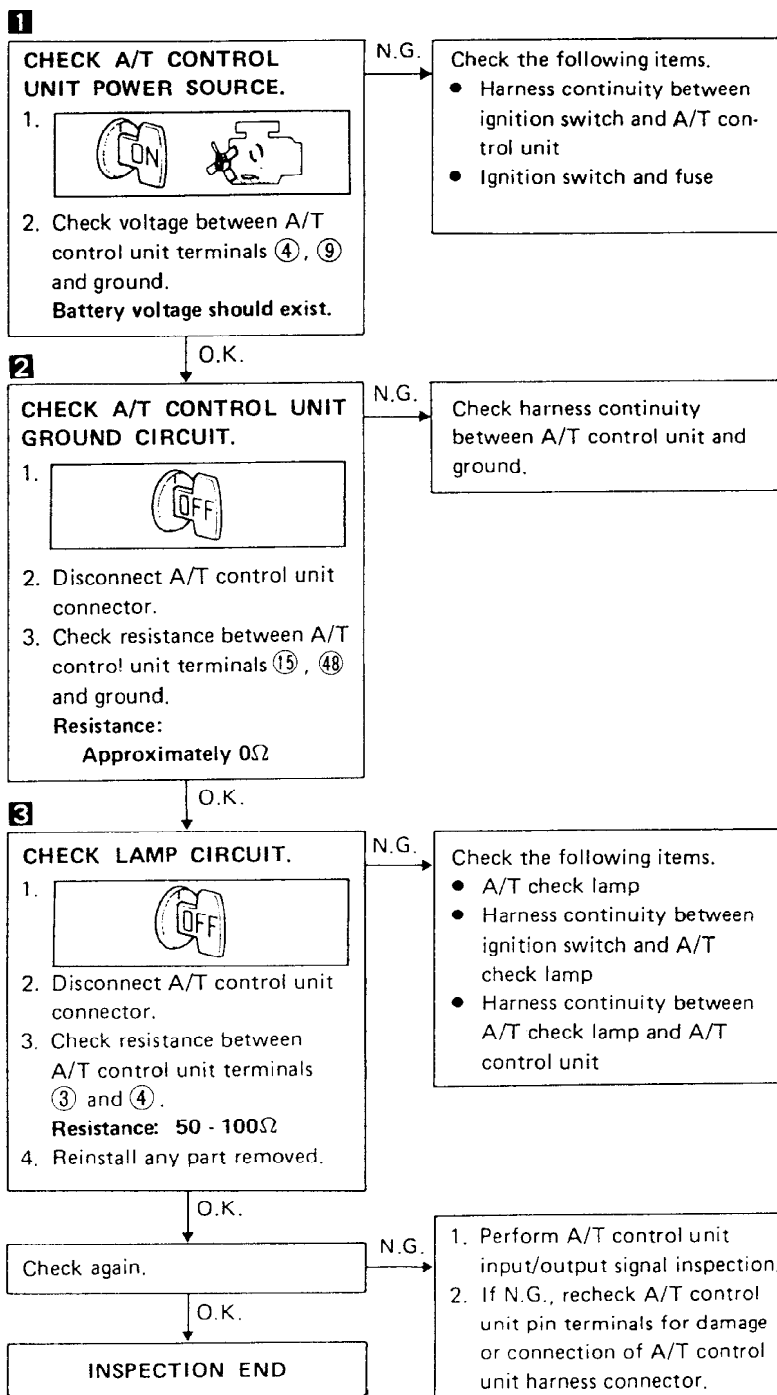 1
CHECK A/T CONTROL
UNIT POWER SOURCE.
1.
ON
2. Check voltage between A/T
control unit terminals ④, ⑨
and ground.
Battery voltage should exist.
N.G.
Check the following items.
● Harness continuity between
ignition switch and A/T con-
trol unit
● Ignition switch and fuse
O.K.
2
CHECK A/T CONTROL UNIT
GROUND CIRCUIT.
1.
OFF
2. Disconnect A/T control unit
connector.
3. Check resistance between A/T
control unit terminals ⑮, ㊽
and ground.
Resistance:
Approximately 0Ω
N.G.
Check harness continuity
between A/T control unit and
ground.
O.K.
3
CHECK LAMP CIRCUIT.
1.
OFF
2. Disconnect A/T control unit
connector.
3. Check resistance between
A/T control unit terminals
③ and ④.
Resistance: 50 - 100Ω
4. Reinstall any part removed.
N.G.
Check the following items.
● A/T check lamp
● Harness continuity between
ignition switch and A/T
check lamp
● Harness continuity between
A/T check lamp and A/T
control unit
O.K.
Check again.
N.G.
1. Perform A/T control unit
input/output signal inspection.
2. If N.G., recheck A/T control
unit pin terminals for damage
or connection of A/T control
unit harness connector.
O.K.
INSPECTION END